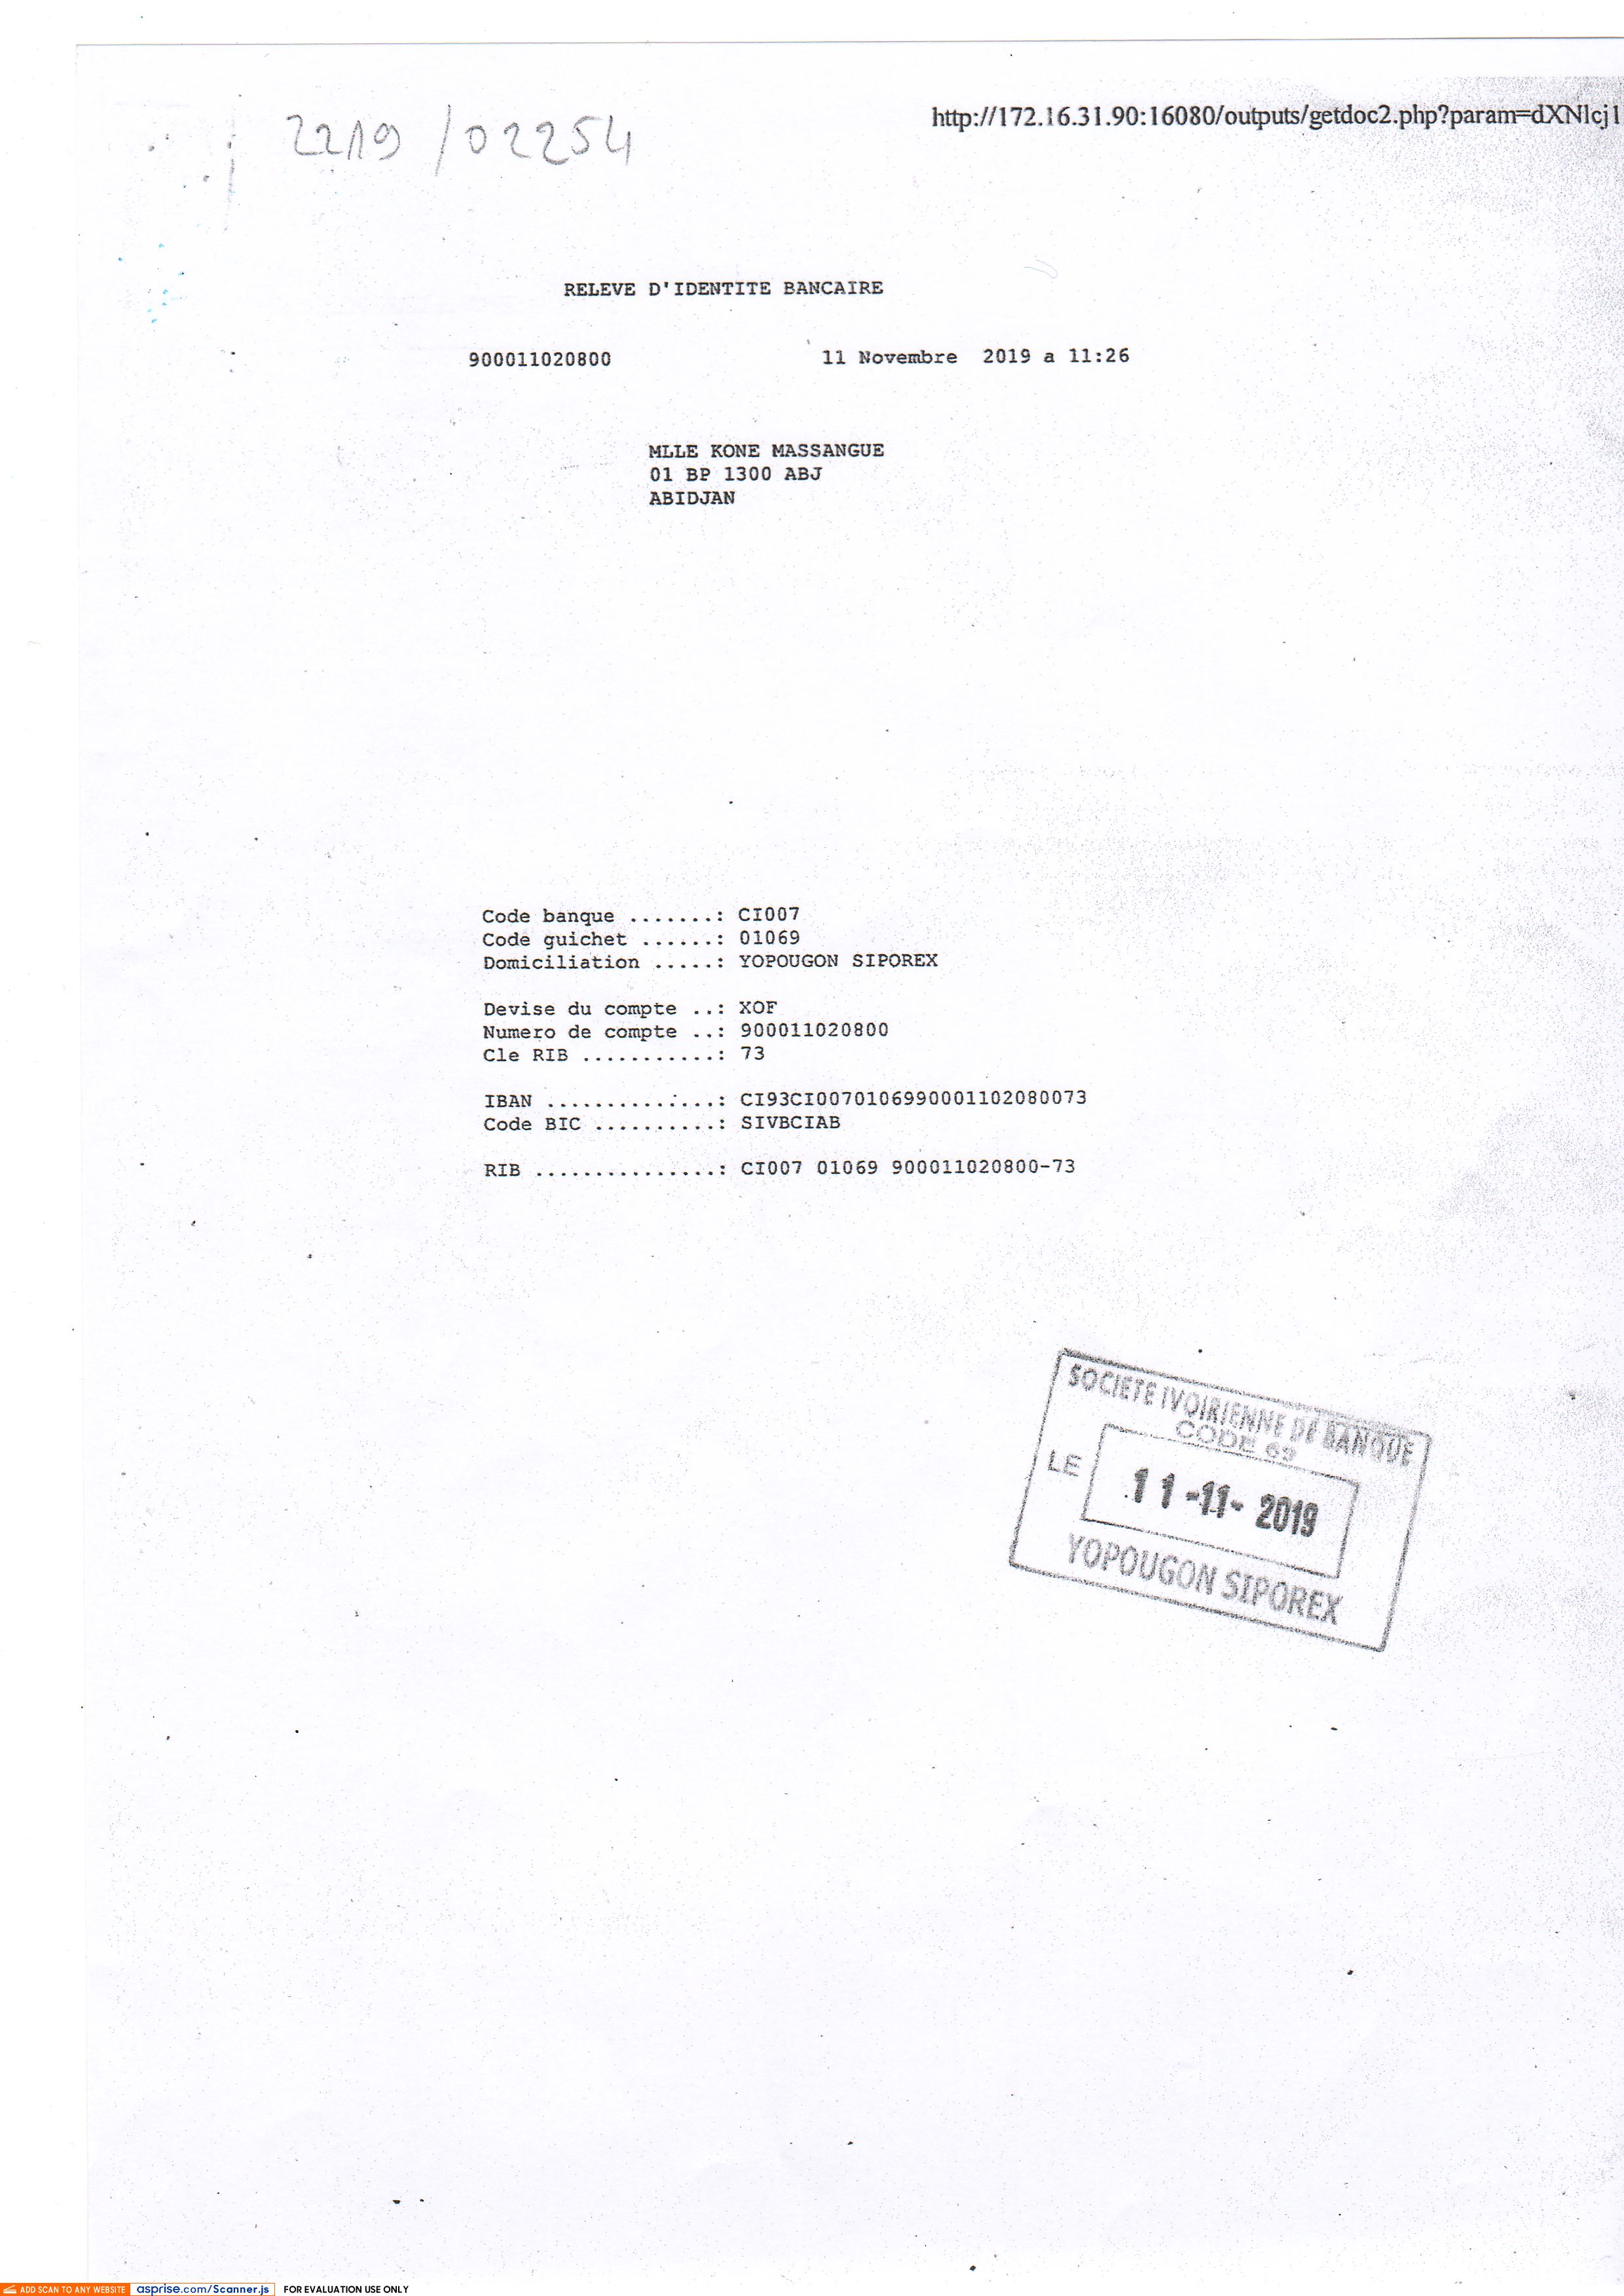 http://172.16.31.90:16080/outputs/getdoc2.php?param=dXNlcj1
2219/02254
RELEVE D'IDENTITE BANCAIRE
900011020800 11 Novembre 2019 a 11:26
MLLE KONE MASSANGUE
01 BP 1300 ABJ
ABIDJAN
Code banque .......: CI007
Code guichet ......: 01069
Domiciliation .....: YOPOUGON SIPOREX
Devise du compte ..: XOF
Numero de compte ..: 900011020800
Cle RIB ...........: 73
IBAN ..............: CI93CI0070106990001102080073
Code BIC ..........: SIVBCIAB
RIB ...............: CI007 01069 900011020800-73
SOCIETE IVOIRIENNE DE BANQUE
CODE 69
LE 11-11-2019
YOPOUGON SIPOREX
ADD SCAN TO ANY WEBSITE asprise.com/Scanner.js FOR EVALUATION USE ONLY